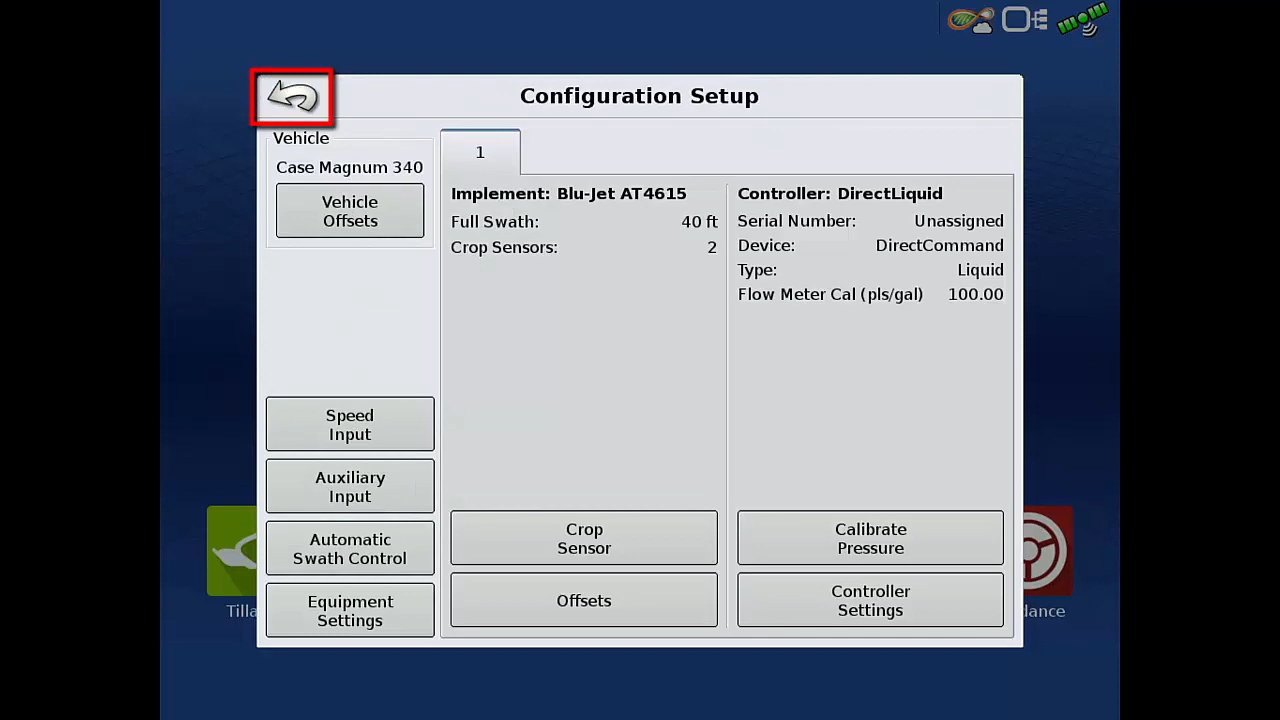 Configuration Setup
Vehicle
Case Magnum 340
Vehicle
Offsets
Speed
Input
Auxiliary
Input
Automatic
Swath Control
Equipment
Settings
1
Implement: Blu-Jet AT4615
Full Swath: 40 ft
Crop Sensors: 2
Crop
Sensor
Offsets
Controller: DirectLiquid
Serial Number: Unassigned
Device: DirectCommand
Type: Liquid
Flow Meter Cal (pls/gal) 100.00
Calibrate
Pressure
Controller
Settings
Tilla
dance